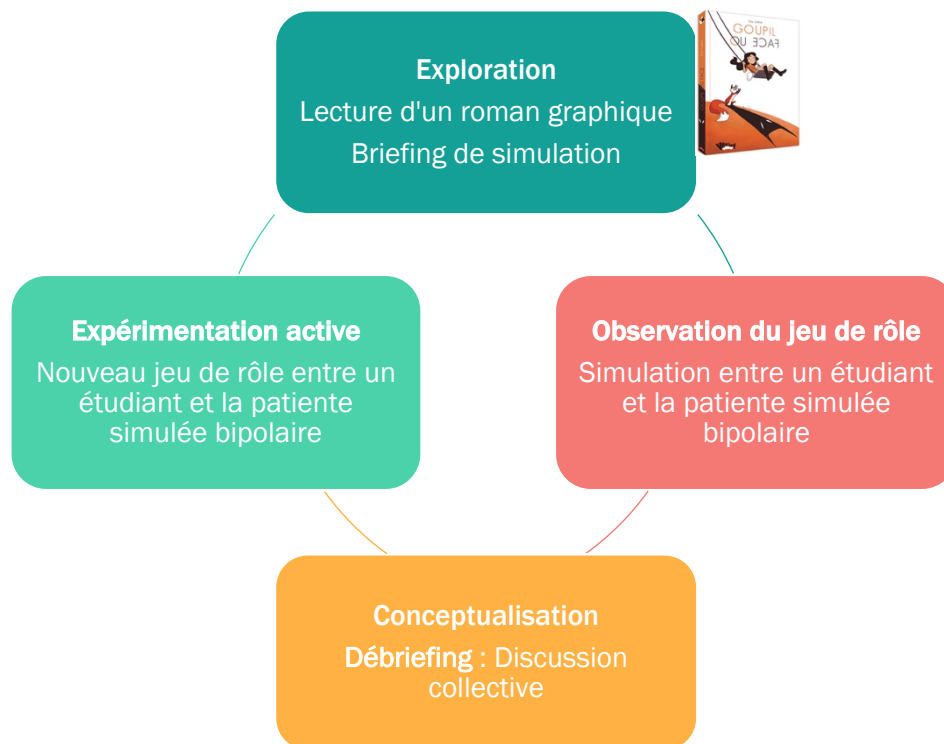 Exploration
Lecture d'un roman graphique
Briefing de simulation
GOUPIL
OU FACE
Expérimentation active
Nouveau jeu de rôle entre un
étudiant et la patiente
simulée bipolaire
Observation du jeu de rôle
Simulation entre un étudiant
et la patiente simulée
bipolaire
Conceptualisation
Débriefing : Discussion
collective